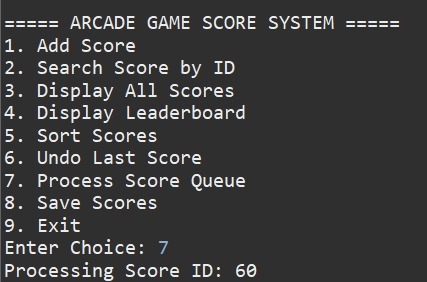 ===== ARCADE GAME SCORE SYSTEM =====
1. Add Score
2. Search Score by ID
3. Display All Scores
4. Display Leaderboard
5. Sort Scores
6. Undo Last Score
7. Process Score Queue
8. Save Scores
9. Exit
Enter Choice: 7
Processing Score ID: 60